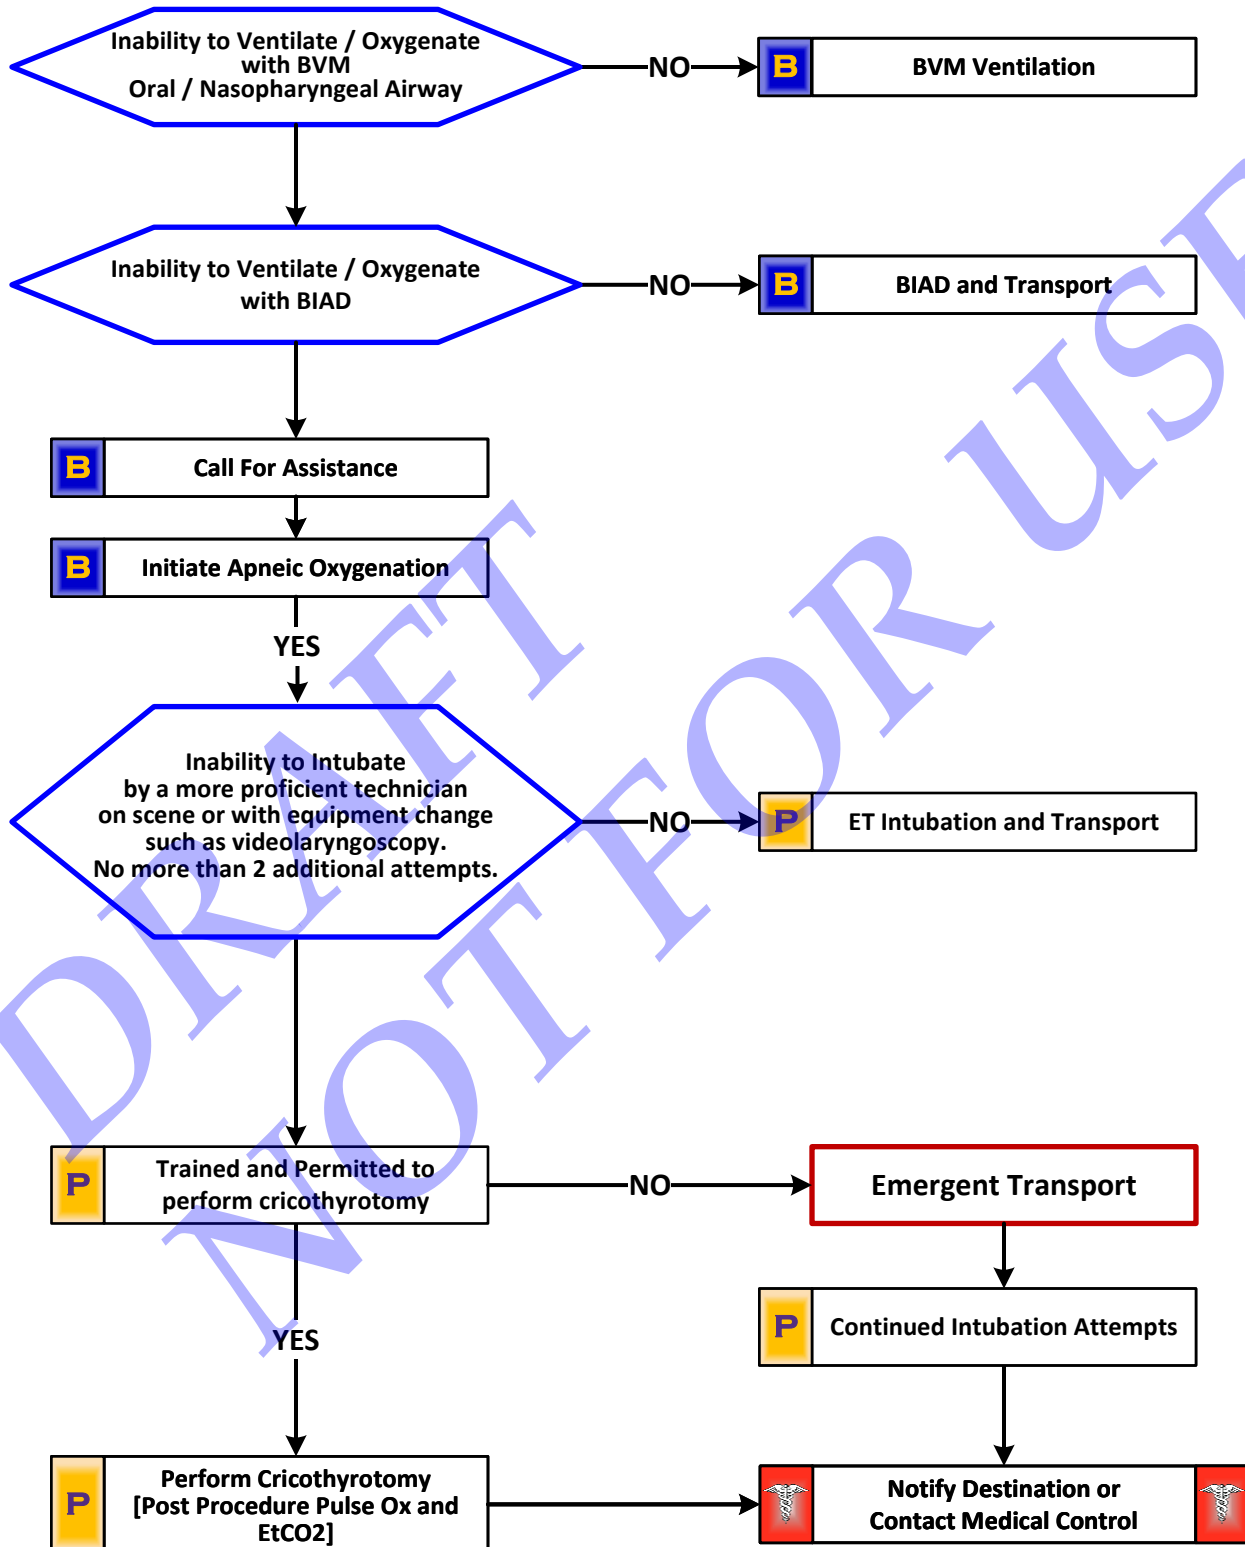 Inability to Ventilate / Oxygenate
with BVM
Oral / Nasopharyngeal Airway
NO
B
BVM Ventilation
Inability to Ventilate / Oxygenate
with BIAD
NO
B
BIAD and Transport
B
Call For Assistance
B
Initiate Apneic Oxygenation
YES
Inability to Intubate
by a more proficient technician
on scene or with equipment change
such as videolaryngoscopy.
No more than 2 additional attempts.
NO
P
ET Intubation and Transport
P
Trained and Permitted to
perform cricothyrotomy
NO
Emergent Transport
YES
P
Continued Intubation Attempts
P
Perform Cricothyrotomy
[Post Procedure Pulse Ox and
EtCO2]
Notify Destination or
Contact Medical Control
DRAFT
NOT FOR USE